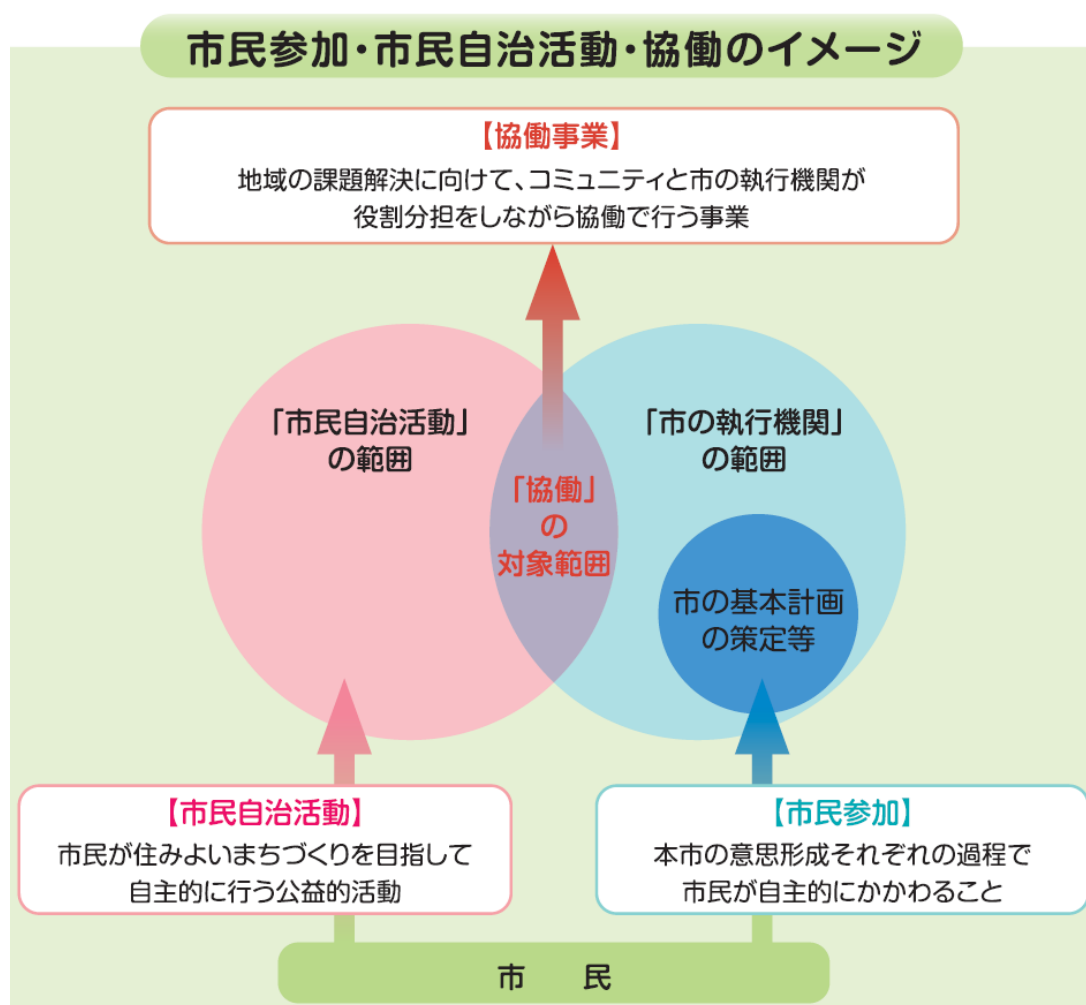 市民参加・市民自治活動・協働のイメージ
【協働事業】
地域の課題解決に向けて、コミュニティと市の執行機関が
役割分担をしながら協働で行う事業
「市民自治活動」
の範囲
「市の執行機関」
の範囲
「協働」
の
対象範囲
市の基本計画
の策定等
【市民自治活動】
市民が住みよいまちづくりを目指して
自主的に行う公益的活動
【市民参加】
本市の意思形成それぞれの過程で
市民が自主的にかかわること
市　民